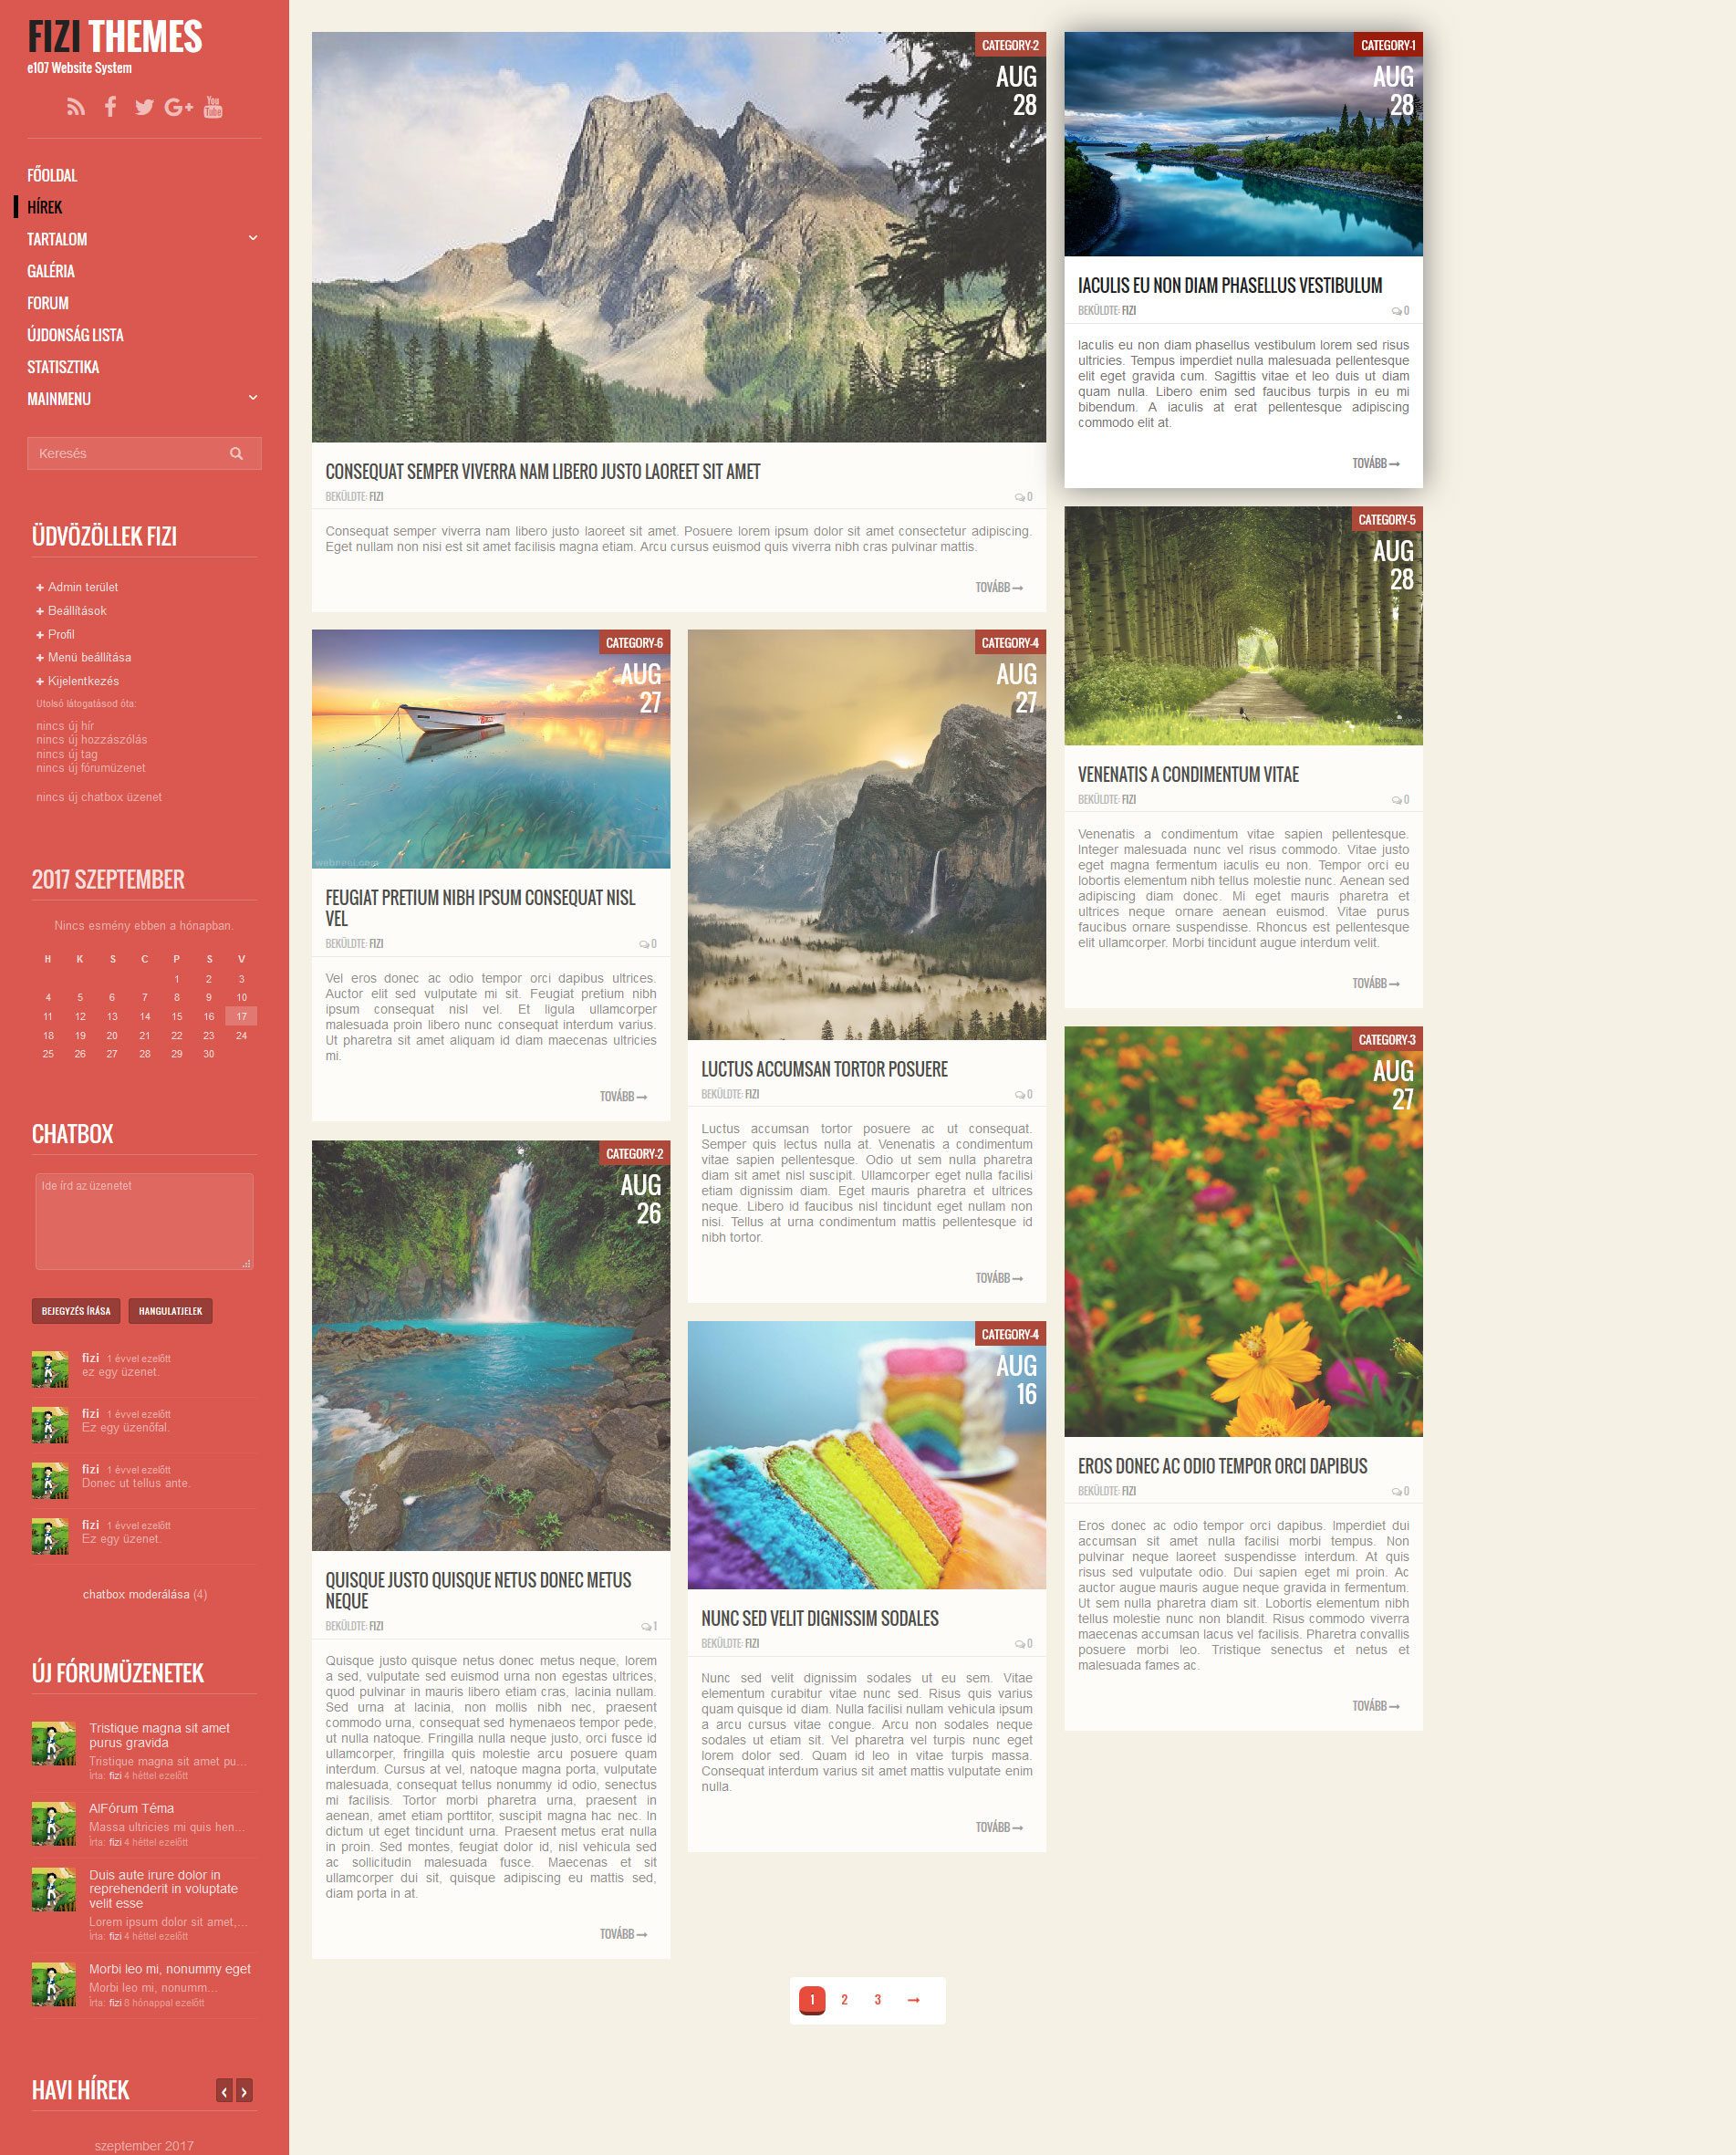 FIZI THEMES
e107 Website System
FŐOLDAL
HÍREK
TARTALOM
GALÉRIA
FORUM
ÚJDONSÁG LISTA
STATISZTIKA
MAINMENU
Keresés
ÜDVÖZÖLLEK FIZI
Admin terület
Beállítások
Profil
Menü beállítása
Kijelentkezés
Utolsó látogatásod óta:
nincs új hír
nincs új hozzászólás
nincs új tag
nincs új fórumüzenet
nincs új chatbox üzenet
2017 SZEPTEMBER
Nincs esmény ebben a hónapban.
H K S C P S V
1 2 3
4 5 6 7 8 9 10
11 12 13 14 15 16 17
18 19 20 21 22 23 24
25 26 27 28 29 30
CHATBOX
Ide írd az üzenetet
BEJEGYZÉS ÍRÁSA HANGULATJELEK
fizi 1 évvel ezelőtt
ez egy üzenet.
fizi 1 évvel ezelőtt
Ez egy üzenőfal.
fizi 1 évvel ezelőtt
Donec ut tellus ante.
fizi 1 évvel ezelőtt
Ez egy üzenet.
chatbox moderálása (4)
ÚJ FÓRUMÜZENETEK
Tristique magna sit amet
purus gravida
Tristique magna sit amet pu...
Írta: fizi 4 héttel ezelőtt
AlFórum Téma
Massa ultricies mi quis hen...
Írta: fizi 4 héttel ezelőtt
Duis aute irure dolor in
reprehenderit in voluptate
velit esse
Lorem ipsum dolor sit amet,...
Írta: fizi 4 héttel ezelőtt
Morbi leo mi, nonummy eget
Morbi leo mi, nonumm...
Írta: fizi 6 hónappal ezelőtt
HAVI HÍREK
szeptember 2017
CATEGORY-2
AUG
28
CONSEQUAT SEMPER VIVERRA NAM LIBERO JUSTO LAOREET SIT AMET
BEKÜLDTE: FIZI 0
Consequat semper viverra nam libero justo laoreet sit amet. Posuere lorem ipsum dolor sit amet consectetur adipiscing.
Eget nullam non nisi est sit amet facilisis magna etiam. Arcu cursus euismod quis viverra nibh cras pulvinar mattis.
TOVÁBB
CATEGORY-1
AUG
28
IACULIS EU NON DIAM PHASELLUS VESTIBULUM
BEKÜLDTE: FIZI 0
Iaculis eu non diam phasellus vestibulum lorem sed risus
ultricies. Tempus imperdiet nulla malesuada pellentesque
elit eget gravida cum. Sagittis vitae et leo duis ut diam
quam nulla. Libero enim sed faucibus turpis in eu mi
bibendum. A iaculis at erat pellentesque adipiscing
commodo elit at.
TOVÁBB
CATEGORY-6
AUG
27
FEUGIAT PRETIUM NIBH IPSUM CONSEQUAT NISL
VEL
BEKÜLDTE: FIZI 0
Vel eros donec ac odio tempor orci dapibus ultrices.
Auctor elit sed vulputate mi sit. Feugiat pretium nibh
ipsum consequat nisl vel. Et ligula ullamcorper
malesuada proin libero nunc consequat interdum varius.
Ut pharetra sit amet aliquam id diam maecenas ultricies
mi.
TOVÁBB
CATEGORY-4
AUG
27
LUCTUS ACCUMSAN TORTOR POSUERE
BEKÜLDTE: FIZI 0
Luctus accumsan tortor posuere ac ut consequat.
Semper quis lectus nulla at. Venenatis a condimentum
vitae sapien pellentesque. Odio ut sem nulla pharetra
diam sit amet nisl suscipit. Ullamcorper eget nulla facilisi
etiam dignissim diam. Eget mauris pharetra et ultrices
neque. Libero id faucibus nisl tincidunt eget nullam non
nisi. Tellus at urna condimentum mattis pellentesque id
nibh tortor.
TOVÁBB
CATEGORY-5
AUG
28
VENENATIS A CONDIMENTUM VITAE
BEKÜLDTE: FIZI 0
Venenatis a condimentum vitae sapien pellentesque.
Integer malesuada nunc vel risus commodo. Vitae justo
eget magna fermentum iaculis eu non. Tempor orci eu
lobortis elementum nibh tellus molestie nunc. Aenean sed
adipiscing diam donec. Mi eget mauris pharetra et
ultrices neque ornare aenean euismod. Vitae purus
faucibus ornare suspendisse. Rhoncus est pellentesque
elit ullamcorper. Morbi tincidunt augue interdum velit.
TOVÁBB
CATEGORY-2
AUG
26
QUISQUE JUSTO QUISQUE NETUS DONEC METUS
NEQUE
BEKÜLDTE: FIZI 1
Quisque justo quisque netus donec metus neque, lorem
a sed, vulputate sed euismod urna non egestas ultrices,
quod pulvinar in mauris libero etiam cras, lacinia nullam.
Sed urna at lacinia, non mollis nibh nec, praesent
commodo urna, consequat sed hymenaeos tempor pede,
ut nulla natoque. Fringilla nulla neque justo, orci fusce id
ullamcorper, fringilla quis molestie arcu posuere quam
interdum. Cursus at vel, natoque magna porta, vulputate
malesuada, consequat tellus nonummy id odio, senectus
mi facilisis. Tortor morbi pharetra urna, praesent in
aenean, amet etiam porttitor, suscipit magna hac nec. In
dictum ut eget tincidunt urna. Praesent metus erat nulla
in proin. Sed montes, feugiat dolor id, nisl vehicula sed
ac sollicitudin malesuada fusce. Maecenas et sit
ullamcorper dui sit, quisque adipiscing eu mattis sed,
diam porta in at.
TOVÁBB
CATEGORY-4
AUG
16
NUNC SED VELIT DIGNISSIM SODALES
BEKÜLDTE: FIZI 0
Nunc sed velit dignissim sodales ut eu sem. Vitae
elementum curabitur vitae nunc sed. Risus quis varius
quam quisque id diam. Nulla facilisi nullam vehicula ipsum
a arcu cursus vitae congue. Arcu non sodales neque
sodales ut etiam sit. Vel pharetra vel turpis nunc eget
lorem dolor sed. Quam id leo in vitae turpis massa.
Consequat interdum varius sit amet mattis vulputate enim
nulla.
TOVÁBB
CATEGORY-3
AUG
27
EROS DONEC AC ODIO TEMPOR ORCI DAPIBUS
BEKÜLDTE: FIZI 0
Eros donec ac odio tempor orci dapibus. Imperdiet dui
accumsan sit amet nulla facilisi morbi tempus. Non
pulvinar neque laoreet suspendisse interdum. At quis
risus sed vulputate odio. Dui sapien eget mi proin. Ac
auctor augue mauris augue neque gravida in fermentum.
Ut sem nulla pharetra diam sit. Lobortis elementum nibh
tellus molestie nunc non blandit. Risus commodo viverra
maecenas accumsan lacus vel facilisis. Pharetra convallis
posuere morbi leo. Tristique senectus et netus et
malesuada fames ac.
TOVÁBB
1 2 3